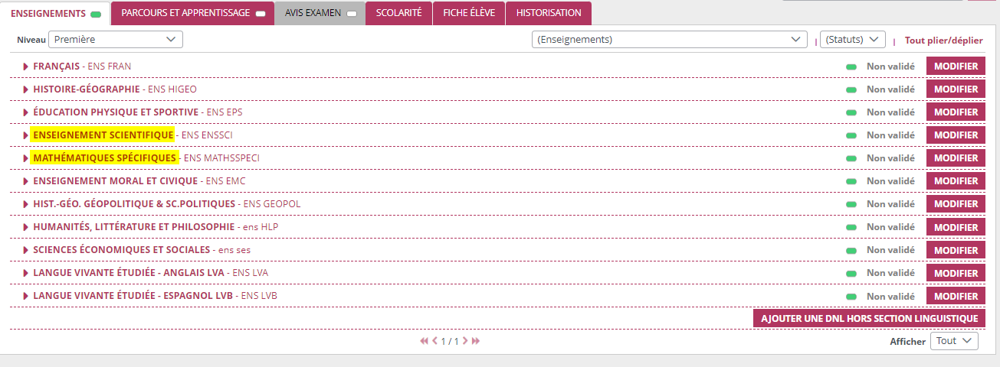 ENSEIGNEMENTS PARCOURS ET APPRENTISSAGE AVIS EXAMEN SCOLARITÉ FICHE ÉLÈVE HISTORISATION
Niveau Première (Enseignements) | (Statuts) | Tout plier/déplier
FRANÇAIS - ENS FRAN Non validé MODIFIER
HISTOIRE-GÉOGRAPHIE - ENS HIGEO Non validé MODIFIER
ÉDUCATION PHYSIQUE ET SPORTIVE - ENS EPS Non validé MODIFIER
ENSEIGNEMENT SCIENTIFIQUE - ENS ENSSCI Non validé MODIFIER
MATHÉMATIQUES SPÉCIFIQUES - ENS MATHSSPECI Non validé MODIFIER
ENSEIGNEMENT MORAL ET CIVIQUE - ENS EMC Non validé MODIFIER
HIST.-GÉO. GÉOPOLITIQUE & SC.POLITIQUES - ENS GEOPOL Non validé MODIFIER
HUMANITÉS, LITTÉRATURE ET PHILOSOPHIE - ens HLP Non validé MODIFIER
SCIENCES ÉCONOMIQUES ET SOCIALES - ens ses Non validé MODIFIER
LANGUE VIVANTE ÉTUDIÉE - ANGLAIS LVA - ENS LVA Non validé MODIFIER
LANGUE VIVANTE ÉTUDIÉE - ESPAGNOL LVB - ENS LVB Non validé MODIFIER
AJOUTER UNE DNL HORS SECTION LINGUISTIQUE
1 / 1 Afficher Tout